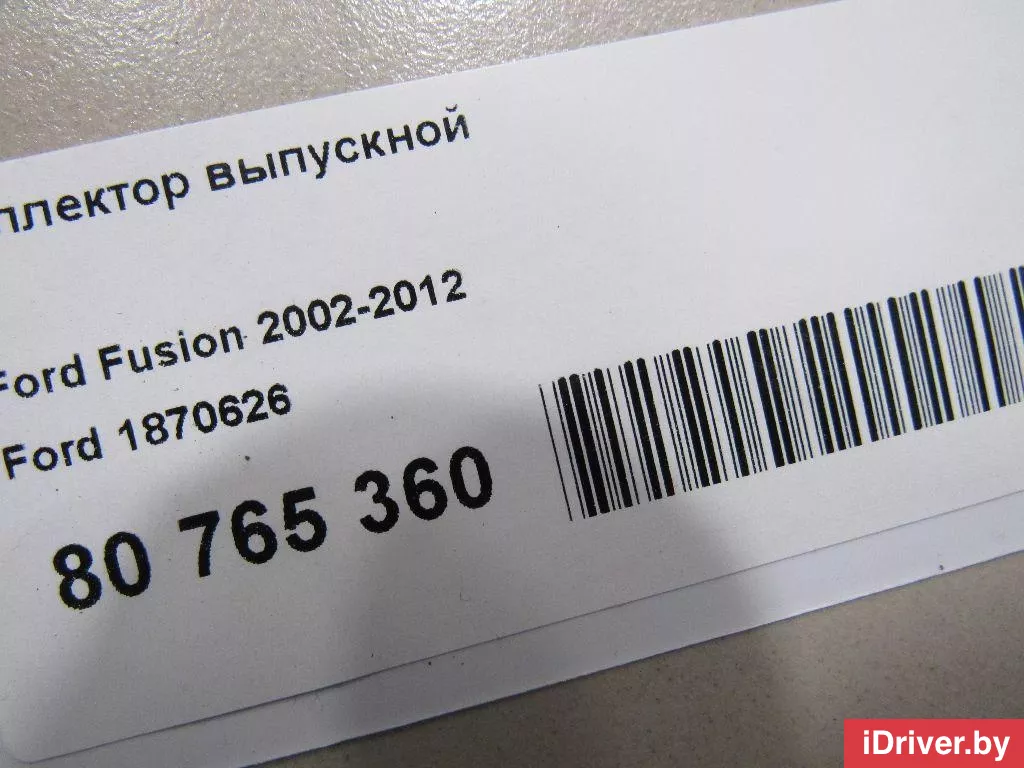 ллектор выпускной
Ford Fusion 2002-2012
Ford 1870626
80 765 360
iDriver.by